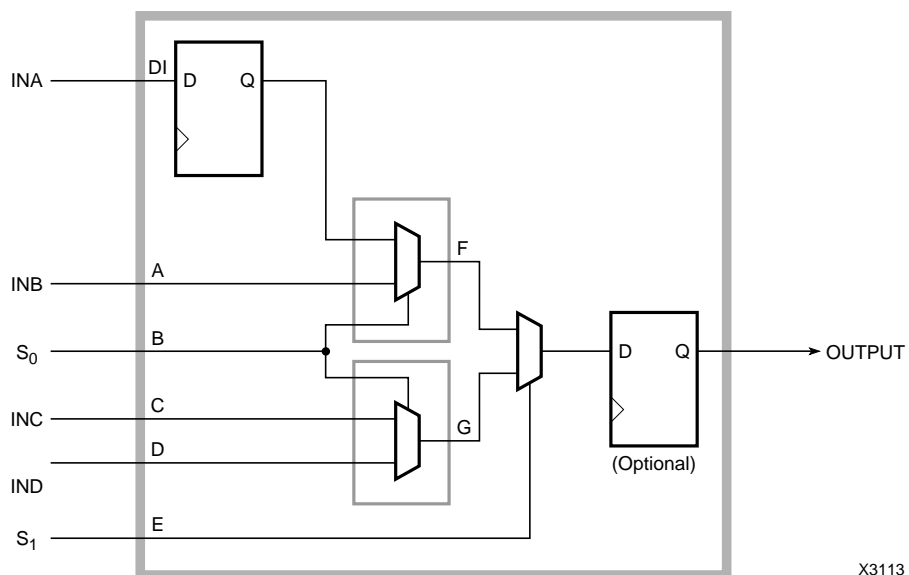 INA
DI
D
Q
INB
A
F
S0
B
D
Q
OUTPUT
INC
C
G
D
IND
(Optional)
S1
E
X3113